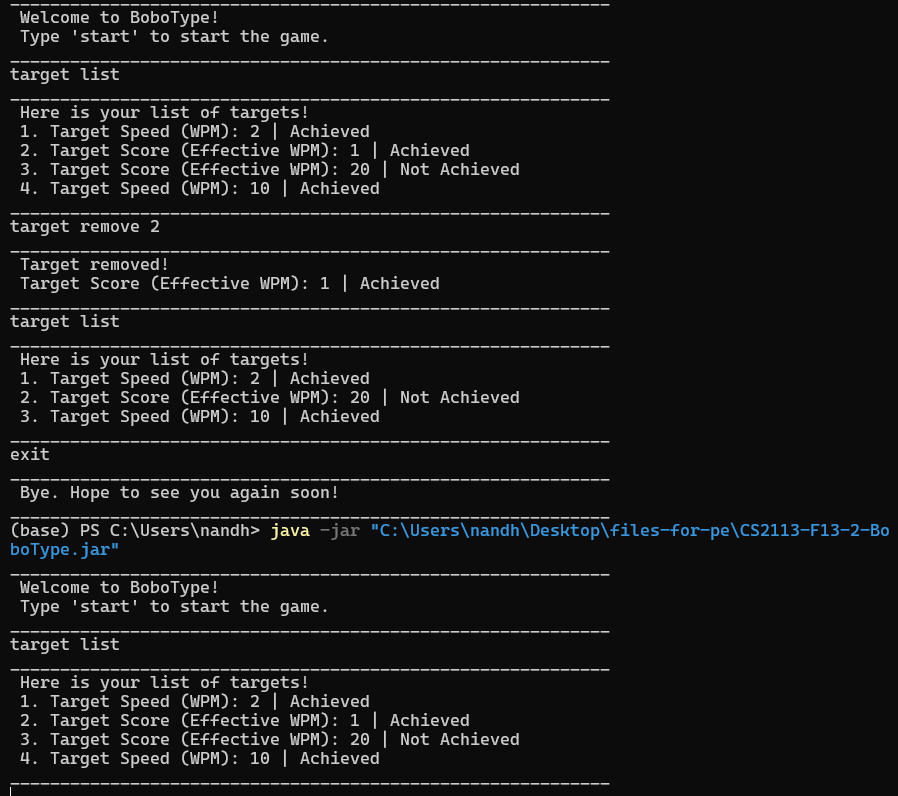 ____________________________________________________________
 Welcome to BoboType!
 Type 'start' to start the game.
____________________________________________________________
target list
____________________________________________________________
 Here is your list of targets!
 1. Target Speed (WPM): 2 | Achieved
 2. Target Score (Effective WPM): 1 | Achieved
 3. Target Score (Effective WPM): 20 | Not Achieved
 4. Target Speed (WPM): 10 | Achieved
____________________________________________________________
target remove 2
____________________________________________________________
 Target removed!
 Target Score (Effective WPM): 1 | Achieved
____________________________________________________________
target list
____________________________________________________________
 Here is your list of targets!
 1. Target Speed (WPM): 2 | Achieved
 2. Target Score (Effective WPM): 20 | Not Achieved
 3. Target Speed (WPM): 10 | Achieved
____________________________________________________________
exit
____________________________________________________________
 Bye. Hope to see you again soon!
____________________________________________________________
(base) PS C:\Users\nandh> java -jar "C:\Users\nandh\Desktop\files-for-pe\CS2113-F13-2-Bo
boType.jar"
____________________________________________________________
 Welcome to BoboType!
 Type 'start' to start the game.
____________________________________________________________
target list
____________________________________________________________
 Here is your list of targets!
 1. Target Speed (WPM): 2 | Achieved
 2. Target Score (Effective WPM): 1 | Achieved
 3. Target Score (Effective WPM): 20 | Not Achieved
 4. Target Speed (WPM): 10 | Achieved
____________________________________________________________